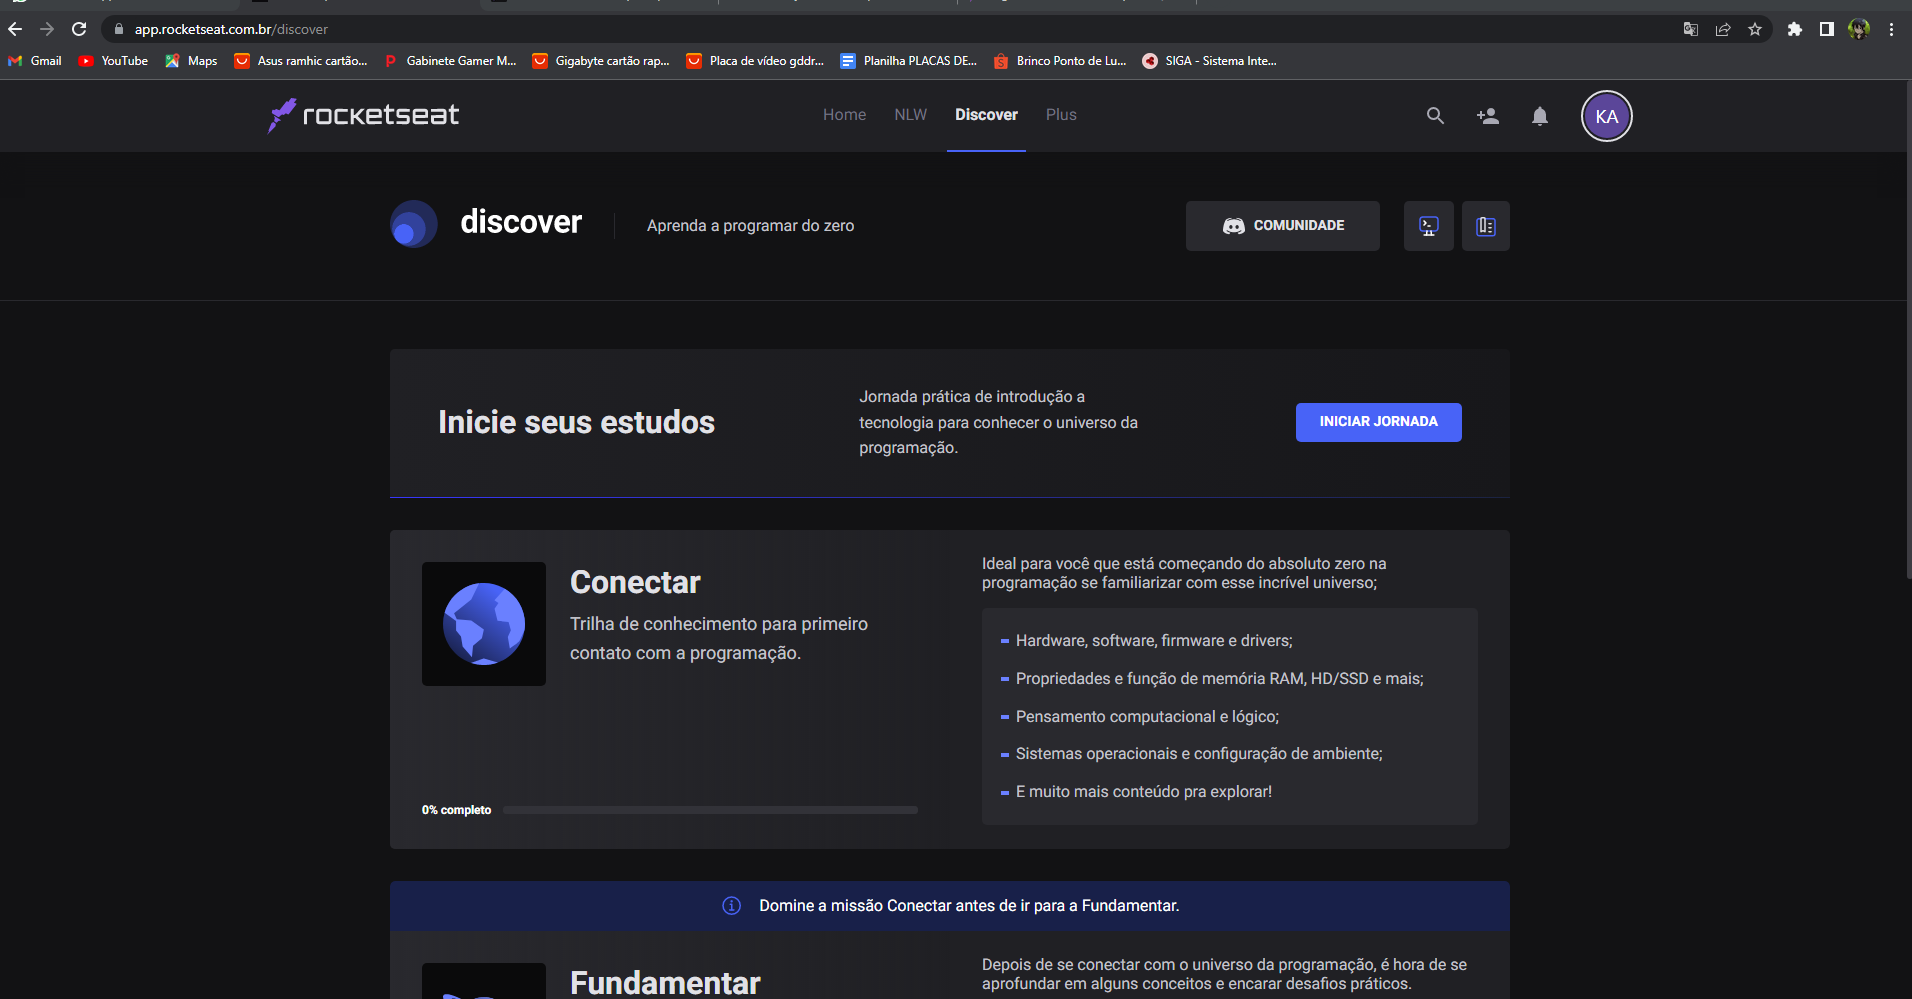 app.rocketseat.com.br/discover
Gmail
YouTube
Maps
Asus ramhic cartão...
Gabinete Gamer M...
Gigabyte cartão rap...
Placa de vídeo gddr...
Planilha PLACAS DE...
Brinco Ponto de Lu...
SIGA - Sistema Inte...
rocketseat
Home
NLW
Discover
Plus
KA
discover
Aprenda a programar do zero
COMUNIDADE
Inicie seus estudos
Jornada prática de introdução a
tecnologia para conhecer o universo da
programação.
INICIAR JORNADA
Conectar
Trilha de conhecimento para primeiro
contato com a programação.
0% completo
Ideal para você que está começando do absoluto zero na
programação se familiarizar com esse incrível universo;
Hardware, software, firmware e drivers;
Propriedades e função de memória RAM, HD/SSD e mais;
Pensamento computacional e lógico;
Sistemas operacionais e configuração de ambiente;
E muito mais conteúdo pra explorar!
Domine a missão Conectar antes de ir para a Fundamentar.
Fundamentar
Depois de se conectar com o universo da programação, é hora de se
aprofundar em alguns conceitos e encarar desafios práticos.